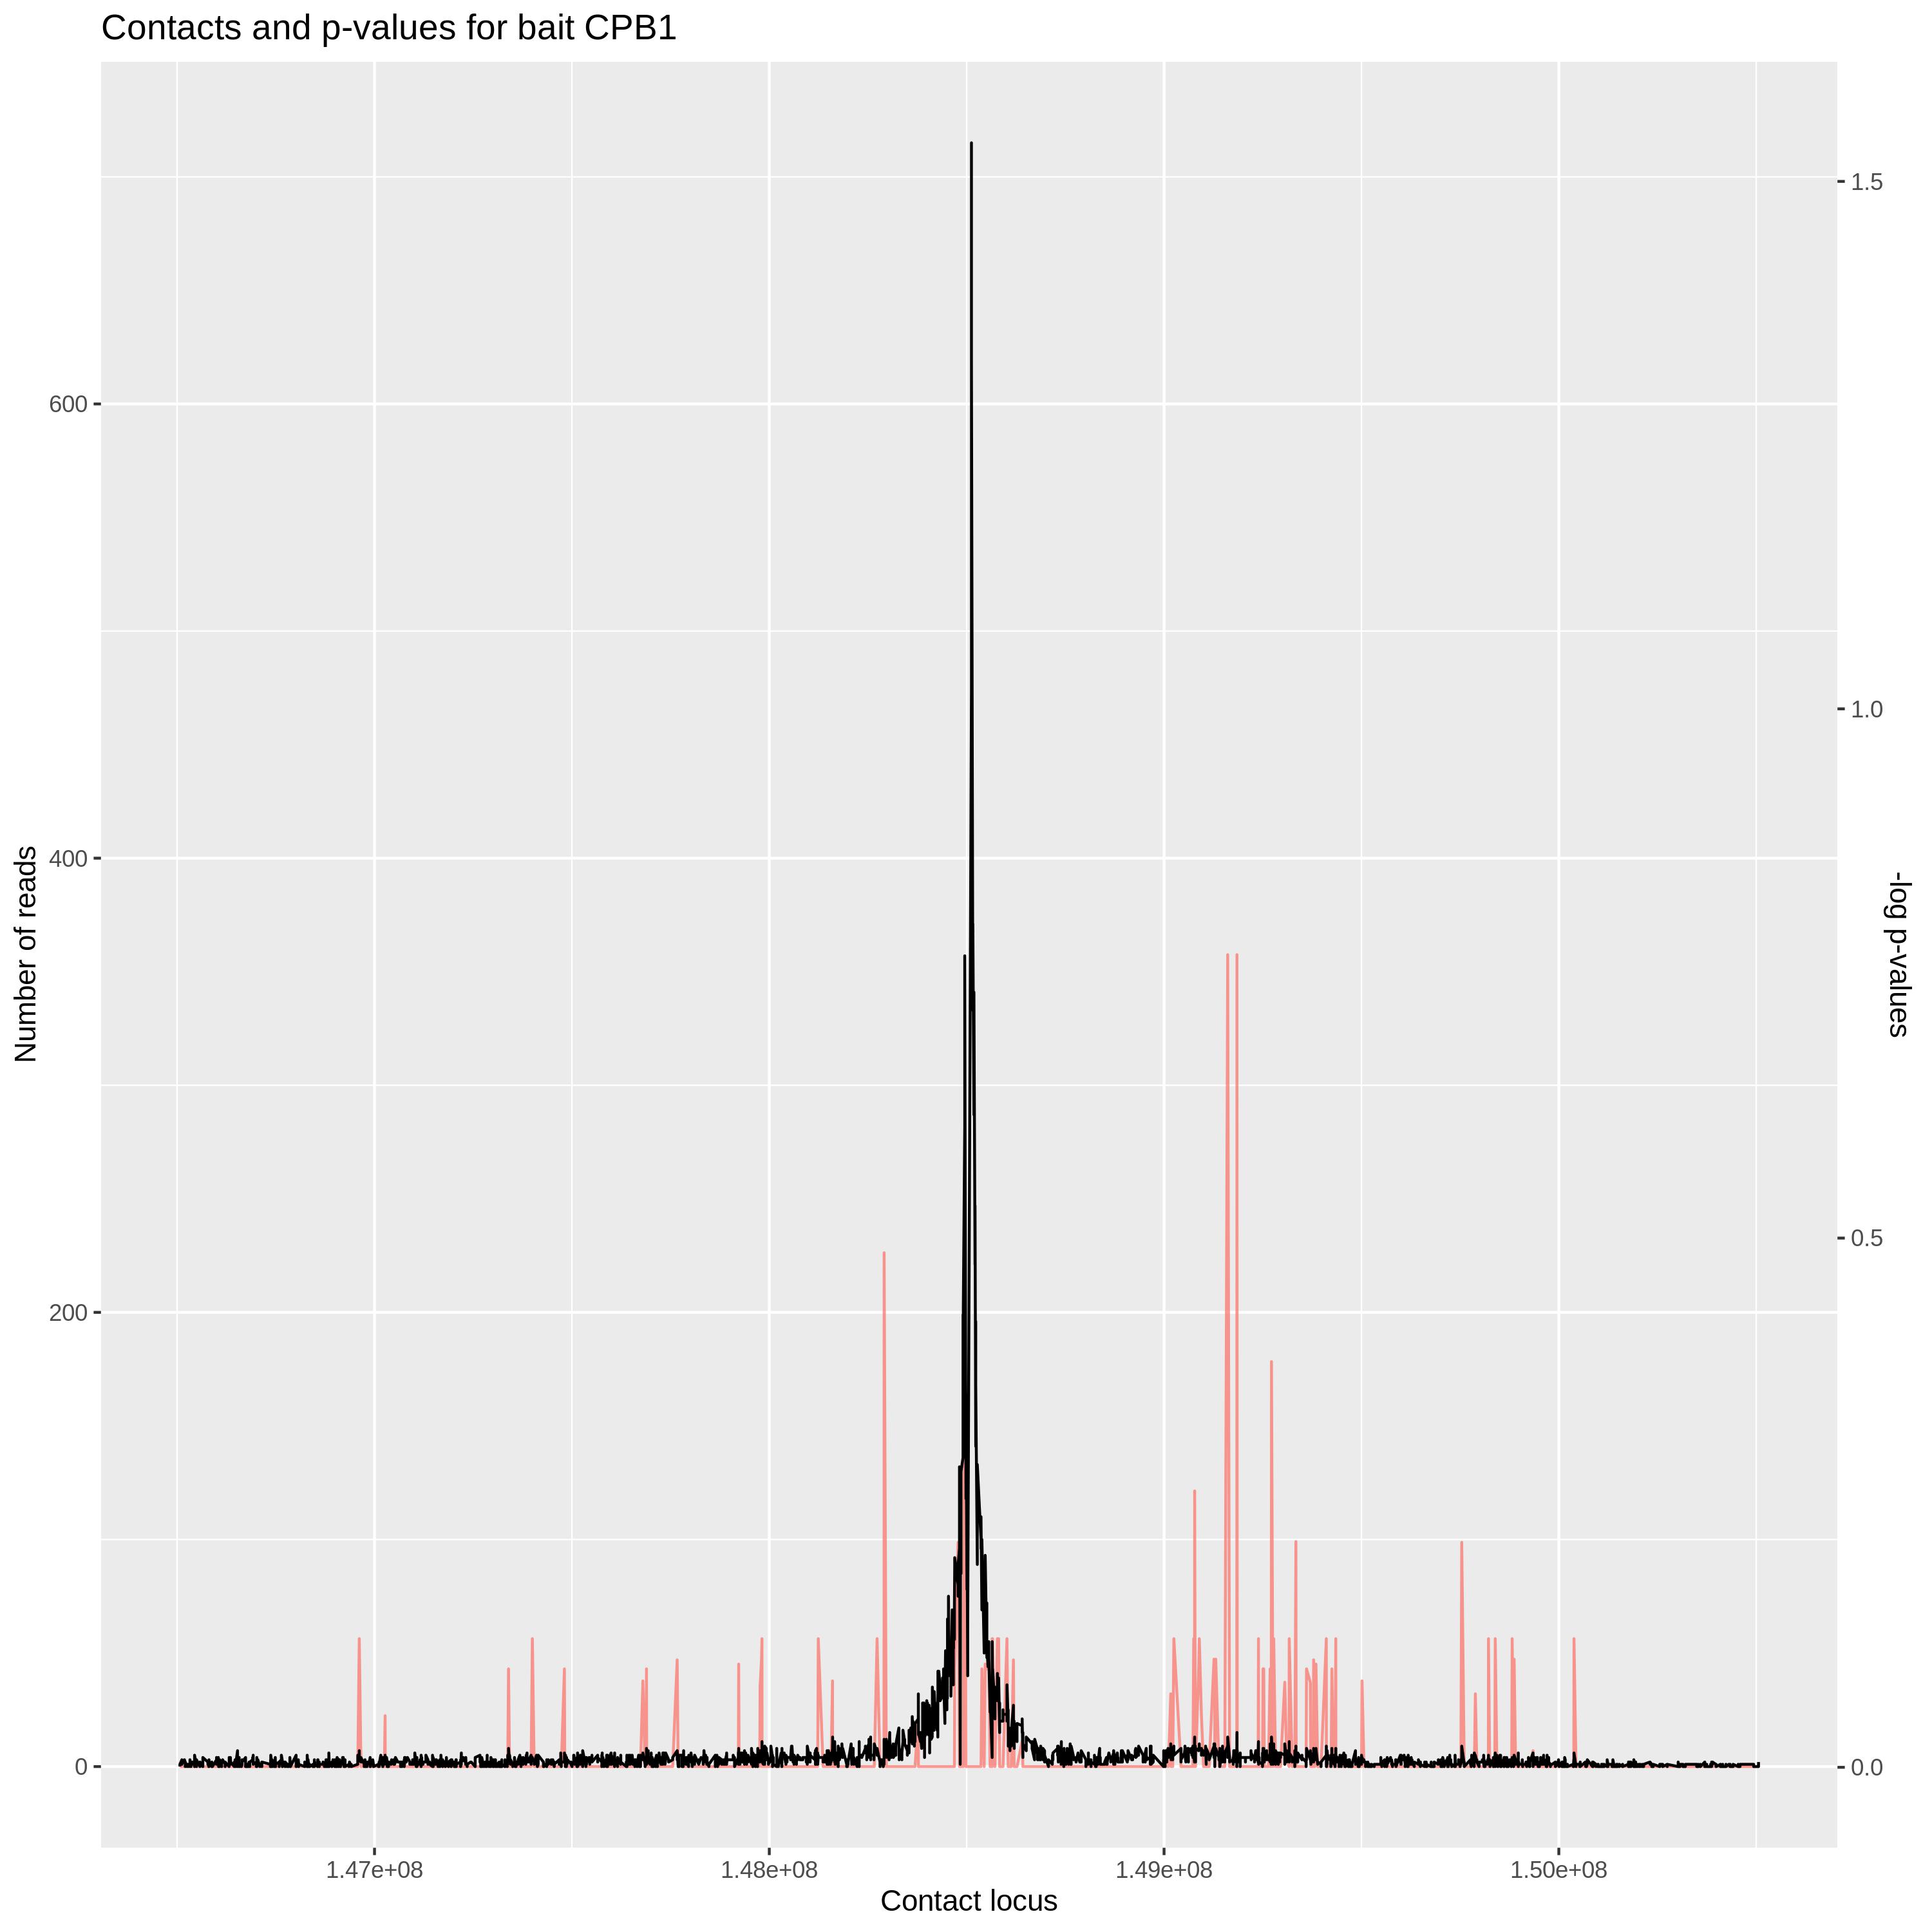 Contacts and p-values for bait CPB1
Number of reads
600
400
200
0
1.5
1.0
0.5
0.0
-log p-values
1.47e+08 1.48e+08 1.49e+08 1.50e+08
Contact locus